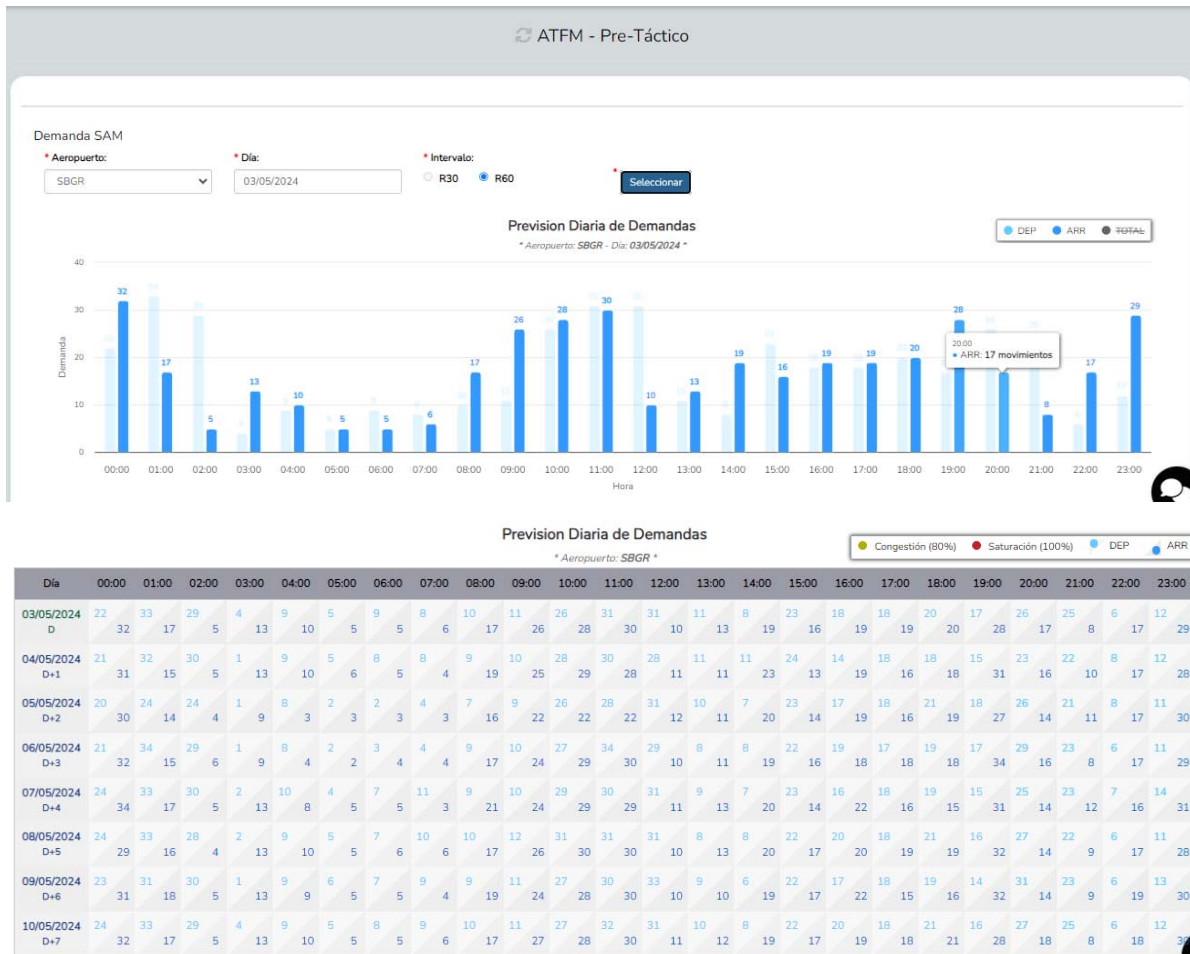 ATFM - Pre-Táctico
Demanda SAM
* Aeropuerto: * Día: * Intervalo:
SBGR 03/05/2024 R30 R60 * Seleccionar
Prevision Diaria de Demandas
* Aeropuerto: SBGR - Día: 03/05/2024 *
DEP ARR TOTAL
Demanda
40
30
20
10
0
32 17 5 13 10 5 5 6 17 26 28 30 10 13 19 16 19 19 20 28 8 17 29
20:00
ARR: 17 movimientos
00:00 01:00 02:00 03:00 04:00 05:00 06:00 07:00 08:00 09:00 10:00 11:00 12:00 13:00 14:00 15:00 16:00 17:00 18:00 19:00 20:00 21:00 22:00 23:00
Hora
Prevision Diaria de Demandas
* Aeropuerto: SBGR *
Congestión (80%) Saturación (100%) DEP ARR
Día 00:00 01:00 02:00 03:00 04:00 05:00 06:00 07:00 08:00 09:00 10:00 11:00 12:00 13:00 14:00 15:00 16:00 17:00 18:00 19:00 20:00 21:00 22:00 23:00
03/05/2024 22 33 29 4 9 5 9 8 10 11 26 31 31 11 8 23 18 18 20 17 26 25 6 12
D 32 17 5 13 10 5 5 6 17 26 28 30 10 13 19 16 19 19 20 28 17 8 17 29
04/05/2024 21 32 30 1 9 5 8 8 9 10 28 30 28 11 11 24 14 18 18 15 23 22 8 12
D+1 31 15 5 13 10 6 5 4 19 25 29 28 11 11 23 13 19 16 18 31 16 10 17 28
05/05/2024 20 24 24 1 8 2 2 4 7 9 26 28 31 10 7 23 17 18 21 18 26 21 8 11
D+2 30 14 4 9 3 3 3 3 16 22 22 22 12 11 20 14 19 16 19 27 14 11 17 30
06/05/2024 21 34 29 1 8 2 3 4 9 10 27 34 29 8 8 22 19 17 19 17 29 23 6 11
D+3 32 15 6 9 4 2 4 4 17 24 29 30 10 11 19 16 18 18 18 34 16 8 17 29
07/05/2024 24 33 30 2 10 4 7 11 9 10 29 30 31 9 7 23 14 18 19 15 25 23 7 14
D+4 34 17 5 13 8 5 5 3 21 24 29 29 11 13 20 16 22 16 15 31 14 12 16 31
08/05/2024 24 33 28 2 9 5 7 10 10 12 31 31 31 8 8 22 20 18 21 16 27 22 6 11
D+5 29 16 4 13 10 5 6 6 17 26 30 30 10 13 20 17 20 19 19 32 14 9 17 28
09/05/2024 23 31 30 1 9 6 7 9 9 11 27 30 33 9 6 22 17 18 19 14 31 23 6 13
D+6 31 18 5 13 9 5 5 4 19 24 28 30 10 10 19 17 22 15 16 32 14 9 19 30
10/05/2024 24 33 29 4 9 5 8 9 10 11 27 32 31 10 8 22 20 18 21 16 27 25 6 12
D+7 32 17 5 13 10 5 5 6 17 27 28 30 11 12 19 17 19 18 21 28 18 8 18